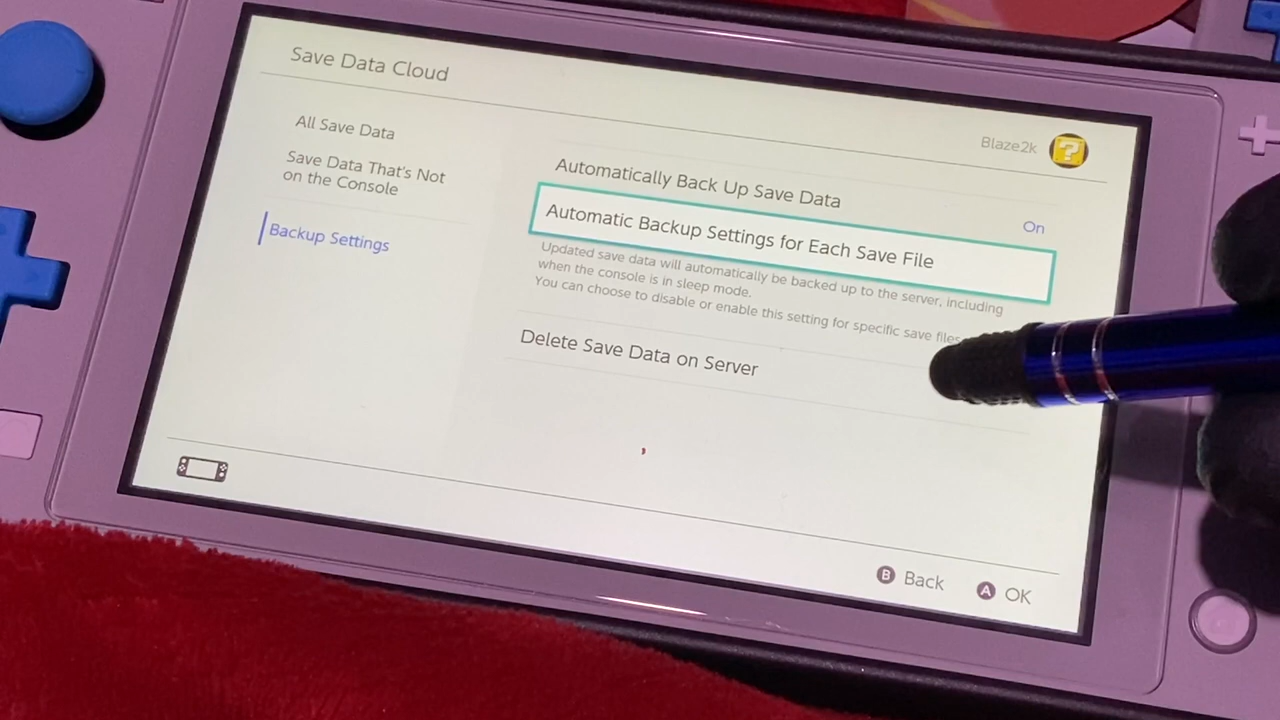 Save Data Cloud
Blaze2k
All Save Data
Save Data That's Not
on the Console
Backup Settings
Automatically Back Up Save Data
On
Automatic Backup Settings for Each Save File
Updated save data will automatically be backed up to the server, including
when the console is in sleep mode.
You can choose to disable or enable this setting for specific save files
Delete Save Data on Server
B Back
A OK